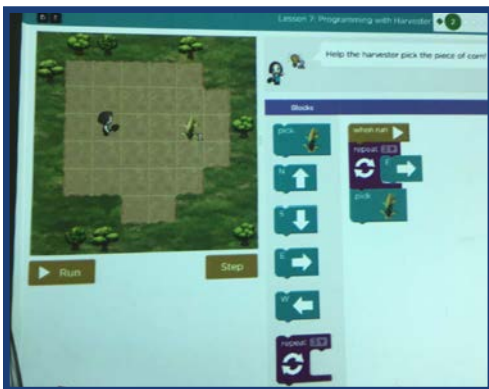 Lesson 7: Programming with Harvester
2
Help the harvester pick the piece of corn!
Blocks
pick
when run
repeat
N
E
pick
S
Run
Step
E
W
repeat